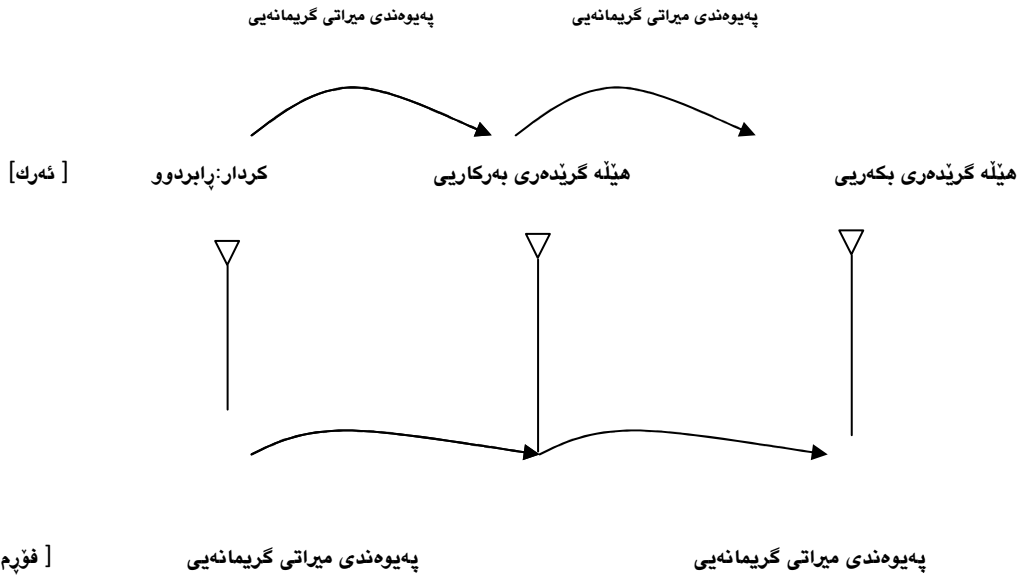 پەیوەندی میراتی گریمانەیی پەیوەندی میراتی گریمانەیی
هێڵە گرێدەری بکەریی هێڵە گرێدەری بەرکاریی کردار:ڕابردوو [ ئەرك]
پەیوەندی میراتی گریمانەیی پەیوەندی میراتی گریمانەیی [ فۆڕم